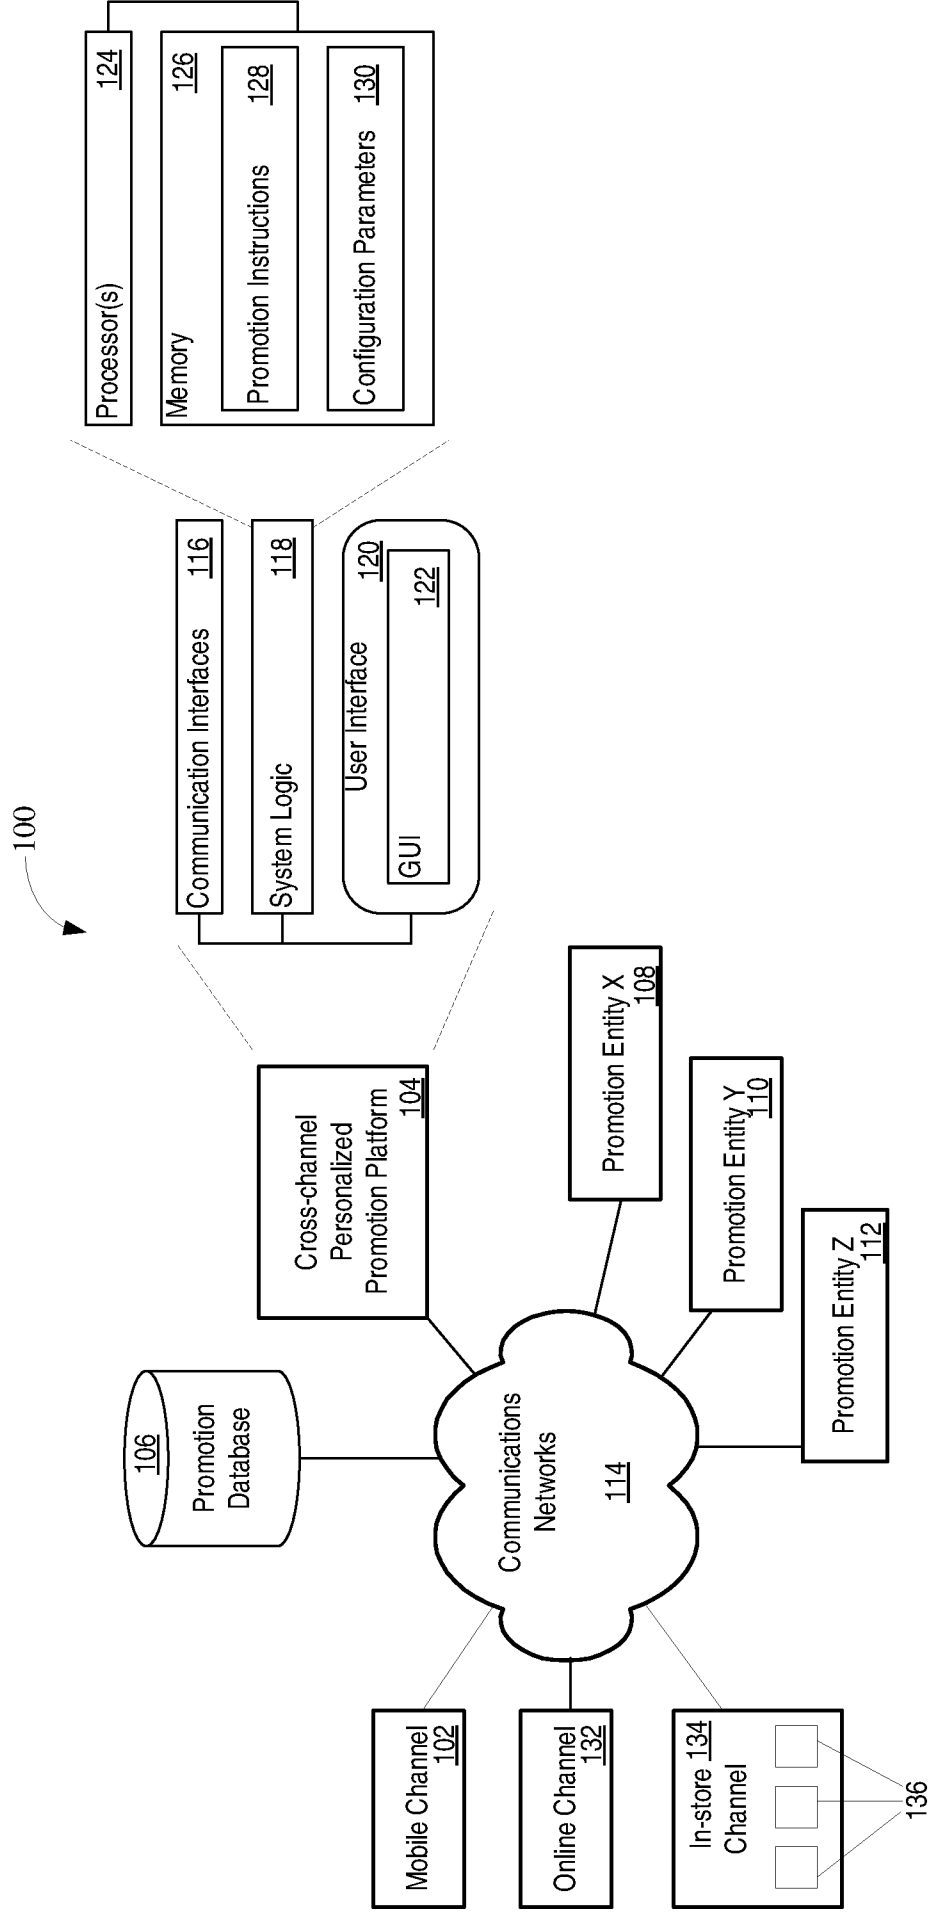 100
Mobile Channel
102
Online Channel
132
In-store 134
Channel
136
106
Promotion
Database
Communications
Networks
114
Cross-channel
Personalized
Promotion Platform
104
Promotion Entity X
108
Promotion Entity Y
110
Promotion Entity Z
112
Communication Interfaces 116
System Logic 118
User Interface 120
GUI 122
Processor(s) 124
Memory 126
Promotion Instructions 128
Configuration Parameters 130